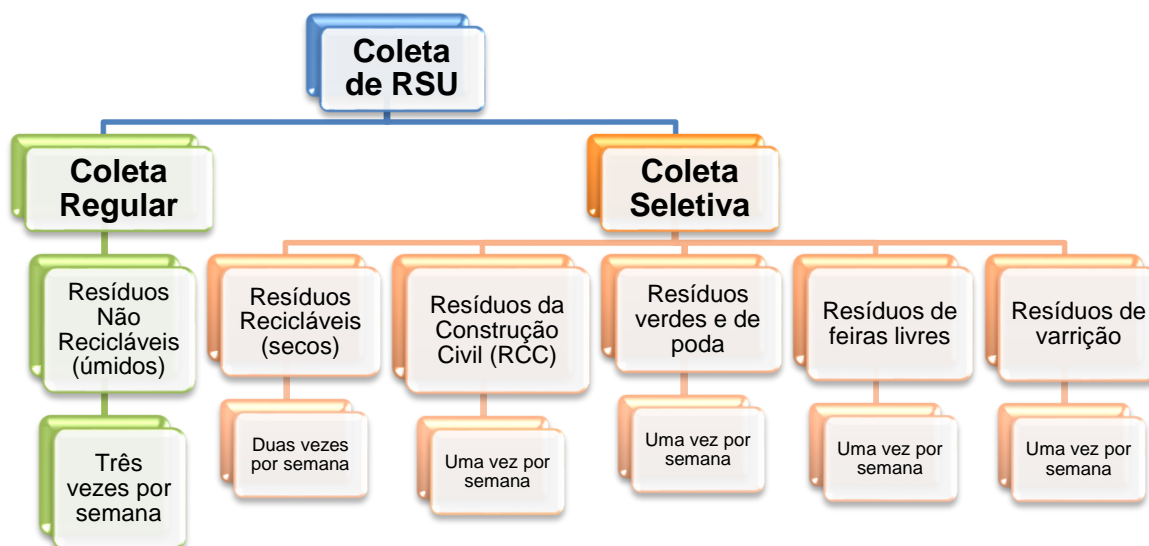 Coleta
de RSU
Coleta
Regular
Coleta
Seletiva
Resíduos
Não
Recicláveis
(úmidos)
Resíduos
Recicláveis
(secos)
Resíduos da
Construção
Civil (RCC)
Resíduos
verdes e de
poda
Resíduos de
feiras livres
Resíduos de
varrição
Três
vezes por
semana
Duas vezes
por semana
Uma vez por
semana
Uma vez por
semana
Uma vez por
semana
Uma vez por
semana